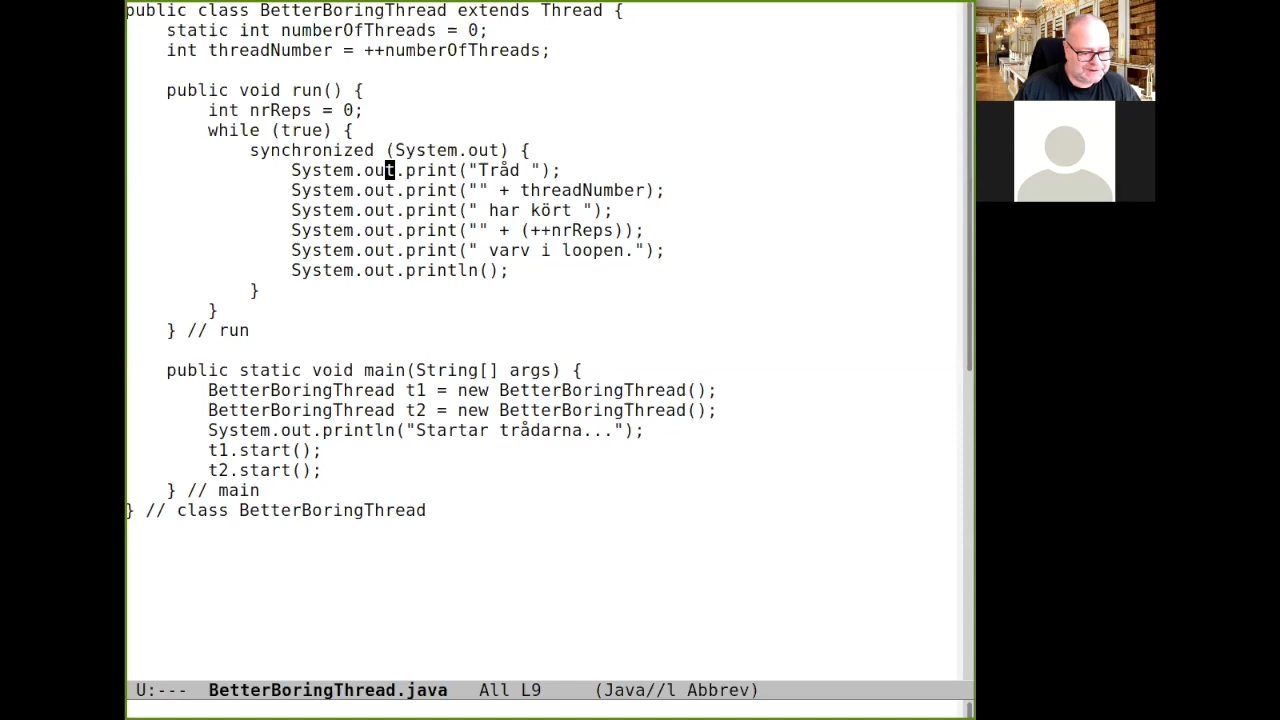 public class BetterBoringThread extends Thread {
    static int numberOfThreads = 0;
    int threadNumber = ++numberOfThreads;

    public void run() {
        int nrReps = 0;
        while (true) {
            synchronized (System.out) {
                System.out.print("Tråd ");
                System.out.print("" + threadNumber);
                System.out.print(" har kört ");
                System.out.print("" + (++nrReps));
                System.out.print(" varv i loopen.");
                System.out.println();
            }
        }
    } // run

    public static void main(String[] args) {
        BetterBoringThread t1 = new BetterBoringThread();
        BetterBoringThread t2 = new BetterBoringThread();
        System.out.println("Startar trådarna...");
        t1.start();
        t2.start();
    } // main
} // class BetterBoringThread
U:---  BetterBoringThread.java   All L9     (Java//l Abbrev)